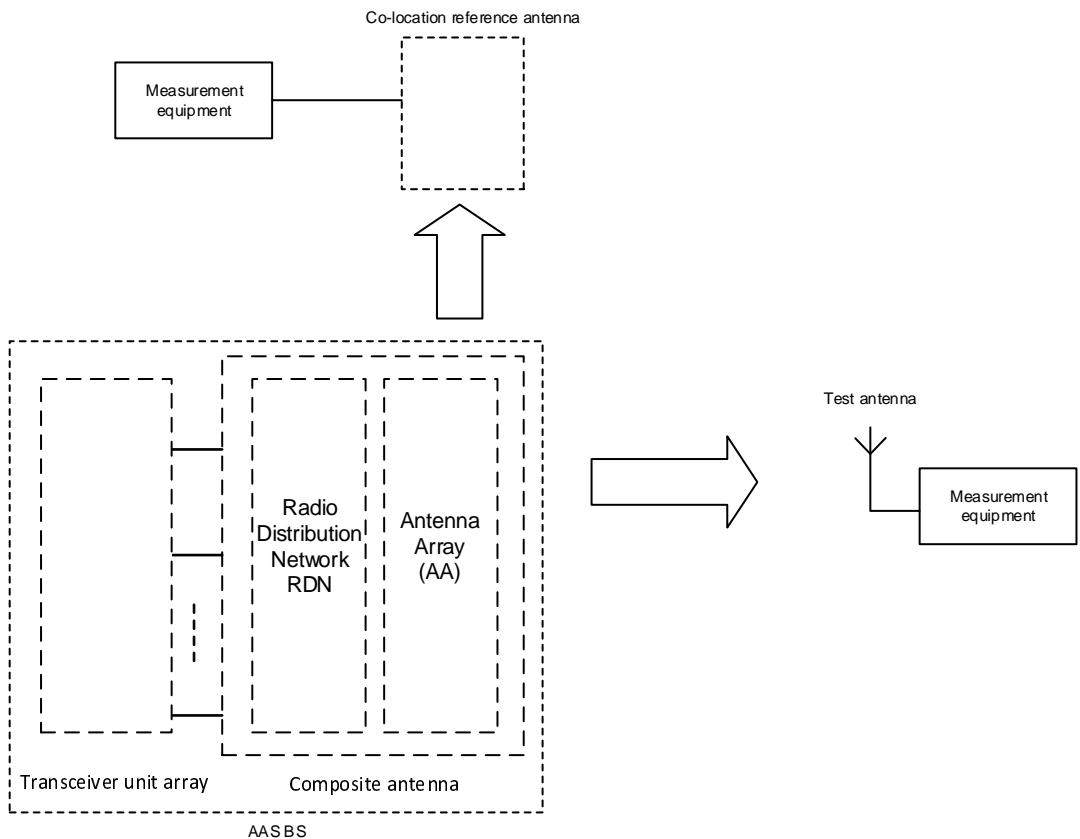 Co-location reference antenna
Measurement
equipment
Test antenna
Measurement
equipment
Radio
Distribution
Network
RDN
Antenna
Array
(AA)
Transceiver unit array
Composite antenna
AAS BS